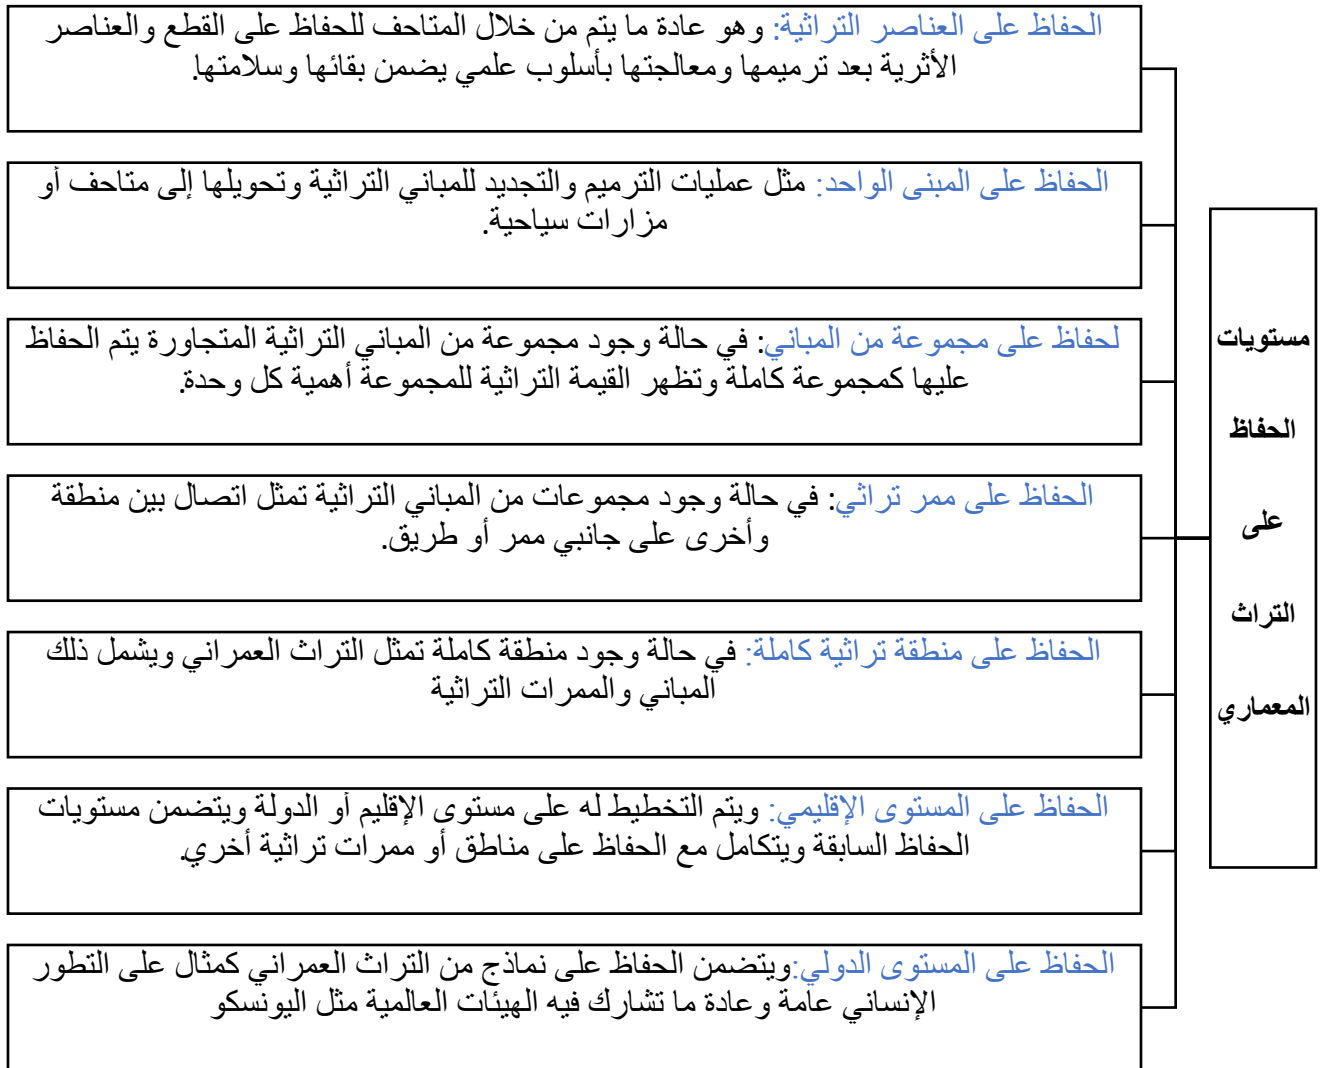 مستويات
الحفاظ
على
التراث
المعماري
الحفاظ على العناصر التراثية: وهو عادة ما يتم من خلال المتاحف للحفاظ على القطع والعناصر
الأثرية بعد ترميمها ومعالجتها بأسلوب علمي يضمن بقائها وسلامتها.
الحفاظ على المبنى الواحد: مثل عمليات الترميم والتجديد للمباني التراثية وتحويلها إلى متاحف أو
مزارات سياحية.
لحفاظ على مجموعة من المباني: في حالة وجود مجموعة من المباني التراثية المتجاورة يتم الحفاظ
عليها كمجموعة كاملة وتظهر القيمة التراثية للمجموعة أهمية كل وحدة.
الحفاظ على ممر تراثي: في حالة وجود مجموعات من المباني التراثية تمثل اتصال بين منطقة
وأخرى على جانبي ممر أو طريق.
الحفاظ على منطقة تراثية كاملة: في حالة وجود منطقة كاملة تمثل التراث العمراني ويشمل ذلك
المباني والممرات التراثية
الحفاظ على المستوى الإقليمي: ويتم التخطيط له على مستوى الإقليم أو الدولة ويتضمن مستويات
الحفاظ السابقة ويتكامل مع الحفاظ على مناطق أو ممرات تراثية أخري.
الحفاظ على المستوى الدولي:ويتضمن الحفاظ على نماذج من التراث العمراني كمثال على التطور
الإنساني عامة وعادة ما تشارك فيه الهيئات العالمية مثل اليونسكو